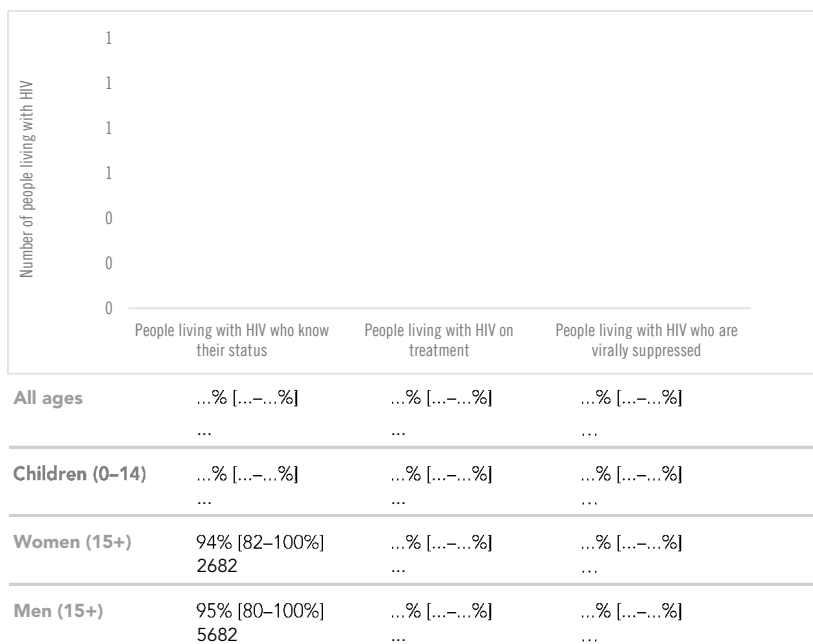 Number of people living with HIV
1
1
1
1
0
0
0
People living with HIV who know their status
People living with HIV on treatment
People living with HIV who are virally suppressed
All ages ...% [...–...%] ...% [...–...%] ...% [...–...%]
... ... ...
Children (0–14) ...% [...–...%] ...% [...–...%] ...% [...–...%]
... ... ...
Women (15+) 94% [82–100%] ...% [...–...%] ...% [...–...%]
2682 ... ...
Men (15+) 95% [80–100%] ...% [...–...%] ...% [...–...%]
5682 ... ...